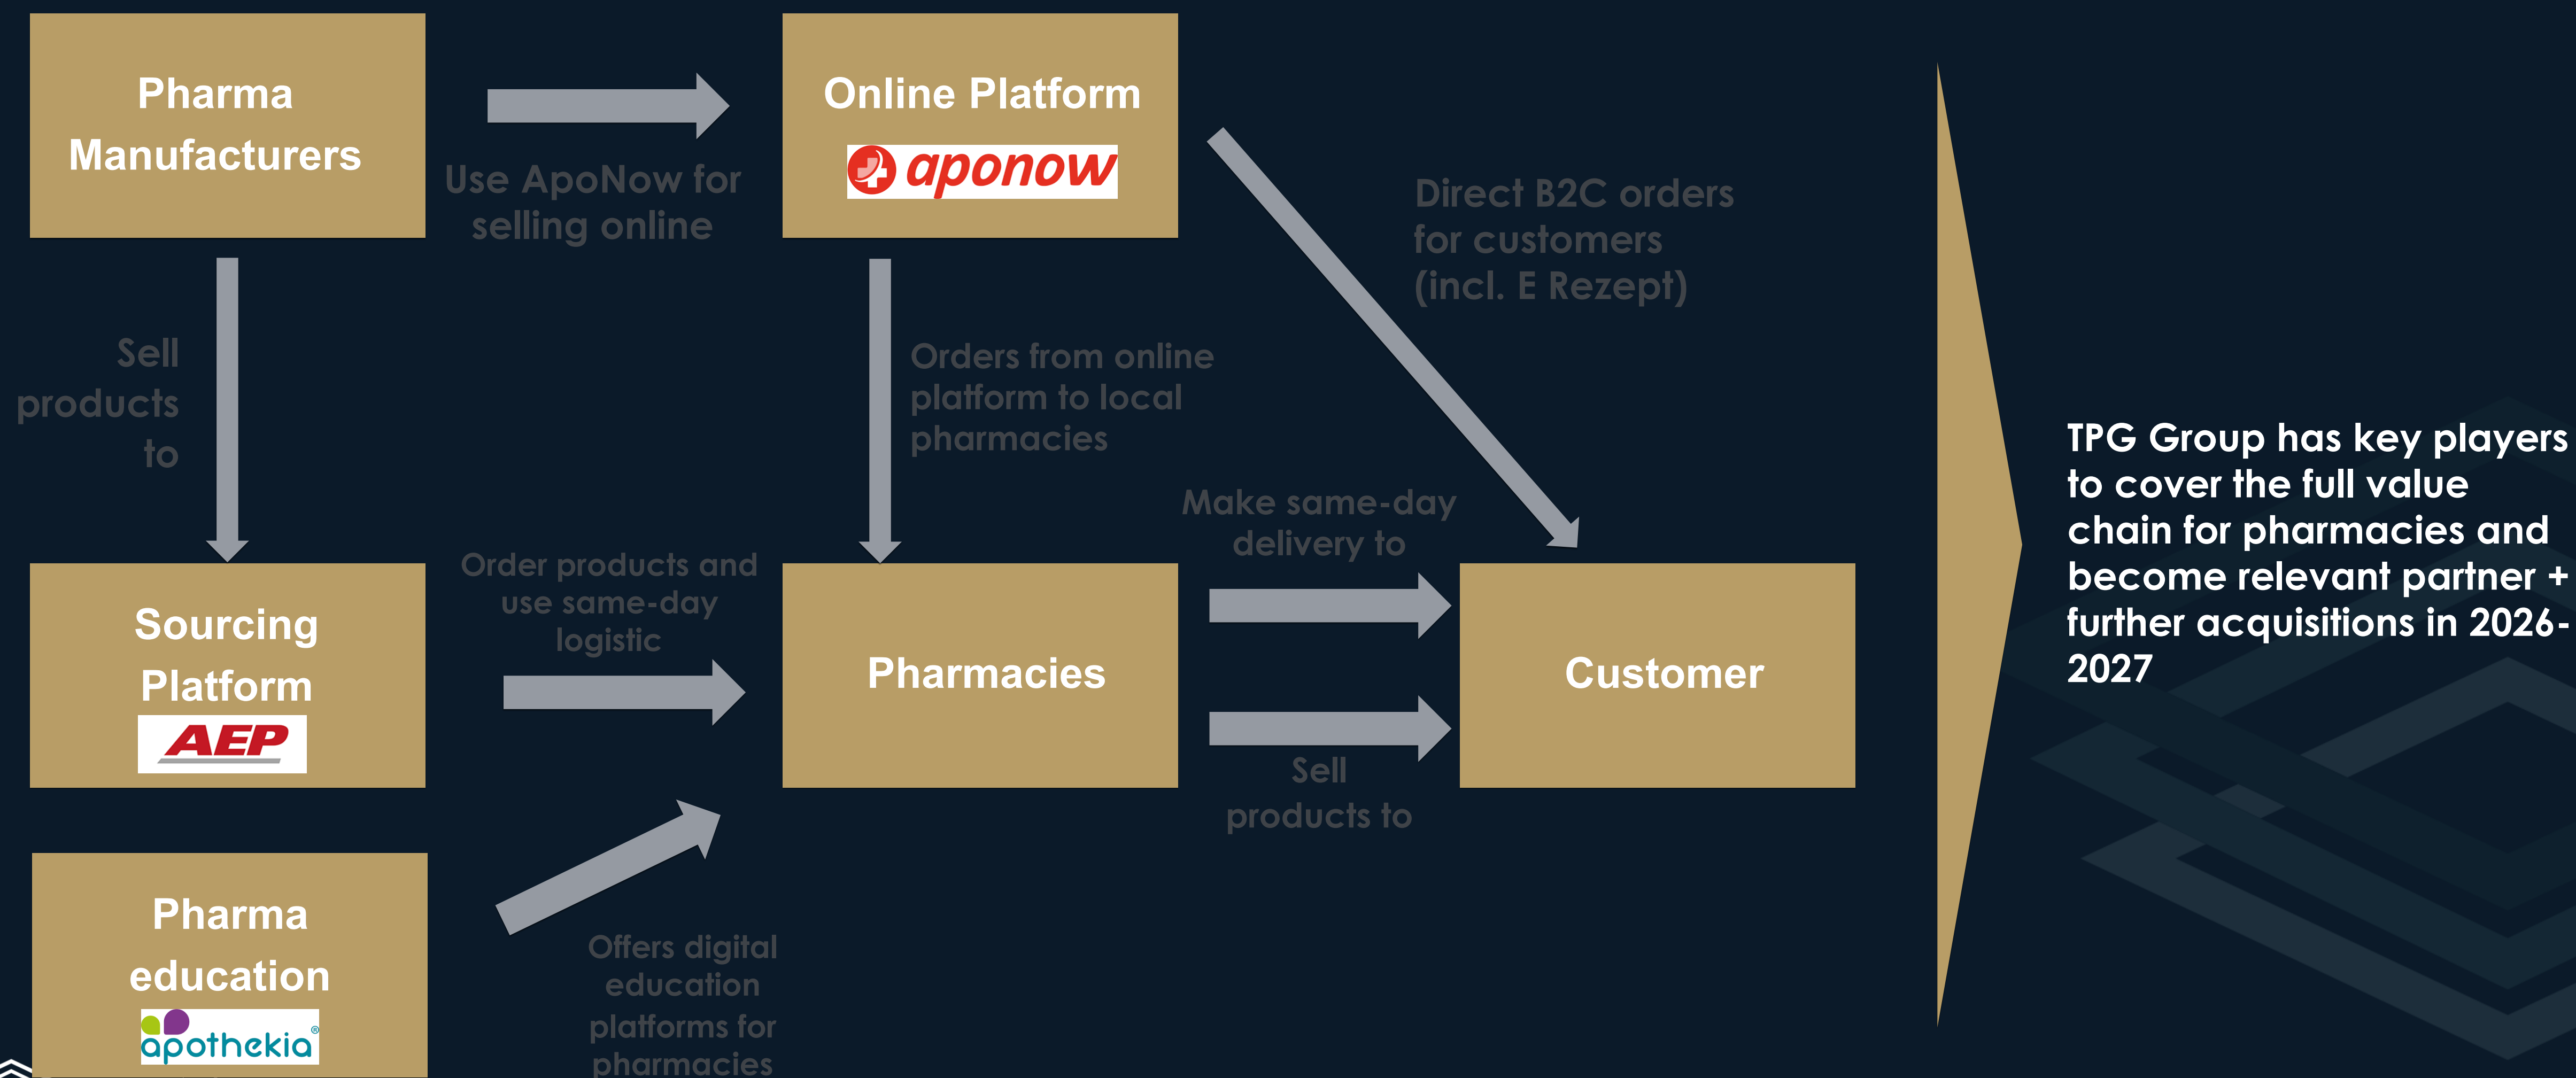 Pharma
Manufacturers
Use ApoNow for
selling online
Online Platform
aponow
Direct B2C orders
for customers
(incl. E Rezept)
Sell
products
to
Orders from online
platform to local
pharmacies
Sourcing
Platform
AEP
Order products and
use same-day
logistic
Pharmacies
Make same-day
delivery to
Sell
products to
Customer
Pharma
education
apothekia®
Offers digital
education
platforms for
pharmacies
TPG Group has key players
to cover the full value
chain for pharmacies and
become relevant partner +
further acquisitions in 2026-
2027